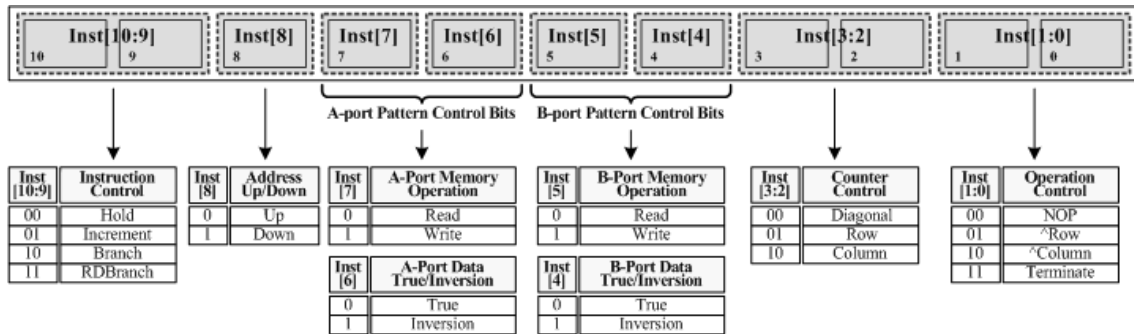 Inst[10:9] Inst[8] Inst[7] Inst[6] Inst[5] Inst[4] Inst[3:2] Inst[1:0]
10 9 8 7 6 5 4 3 2 1 0
A-port Pattern Control Bits B-port Pattern Control Bits
Inst [10:9] Instruction Control
00 Hold
01 Increment
10 Branch
11 RDBranch
Inst [8] Address Up/Down
0 Up
1 Down
Inst [7] A-Port Memory Operation
0 Read
1 Write
Inst [6] A-Port Data True/Inversion
0 True
1 Inversion
Inst [5] B-Port Memory Operation
0 Read
1 Write
Inst [4] B-Port Data True/Inversion
0 True
1 Inversion
Inst [3:2] Counter Control
00 Diagonal
01 Row
10 Column
Inst [1:0] Operation Control
00 NOP
01 ^Row
10 ^Column
11 Terminate